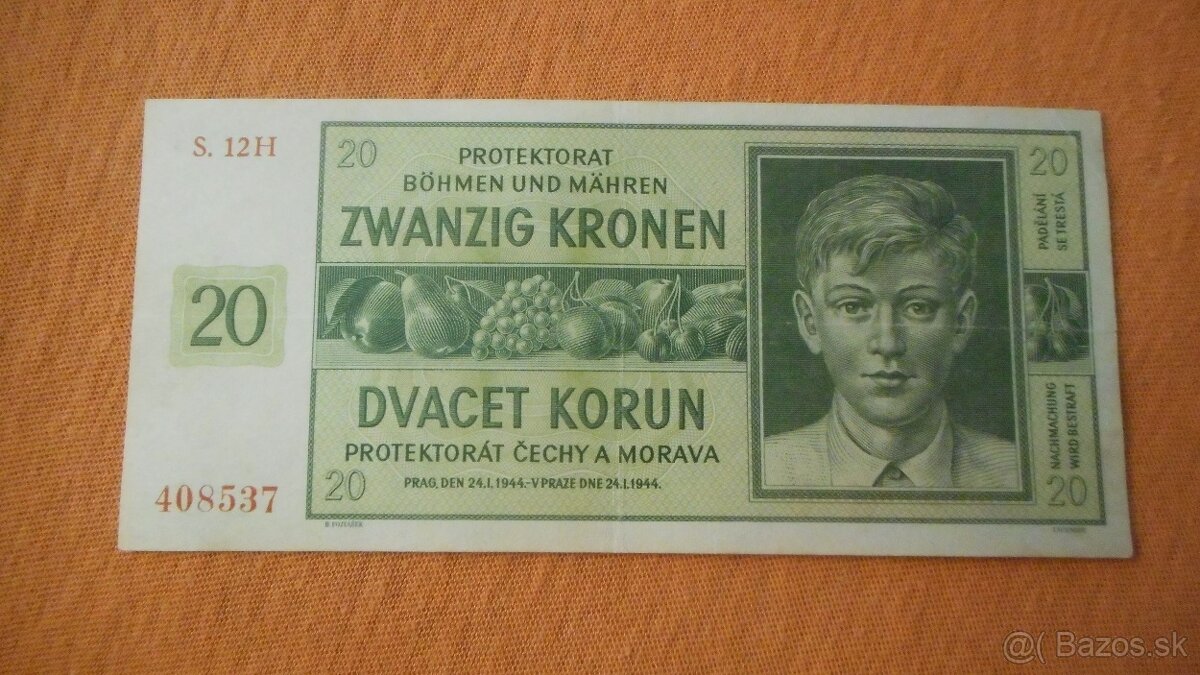 S. 12H
20
PROTEKTORAT
BÖHMEN UND MÄHREN
ZWANZIG KRONEN
20
PADĚLÁNÍ
SE TRESTÁ
20
DVACET KORUN
PROTEKTORÁT ČECHY A MORAVA
20
PRAG, DEN 24.I.1944.-V PRAZE DNE 24.I.1944.
NACHMACHUNG
WIRD BESTRAFT
20
408537
@( Bazos.sk